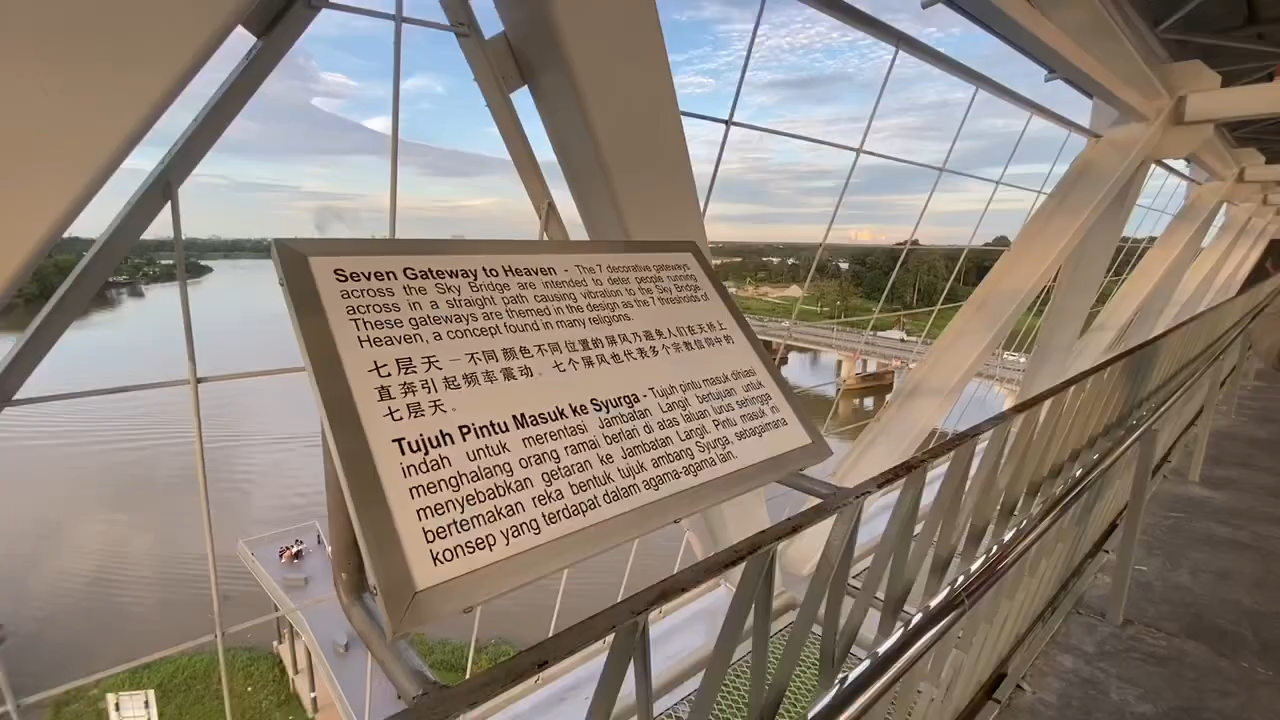 Seven Gateway to Heaven - The 7 decorative gateways
across the Sky Bridge are intended to deter people running
across in a straight path causing vibration to the Sky Bridge.
These gateways are themed in the design as the 7 thresholds of
Heaven, a concept found in many religions.
七层天 – 不同颜色不同位置的屏风乃避免人们在天桥上
直奔引起频率震动。七个屏风也代表多个宗教信仰中的
七层天。
Tujuh Pintu Masuk ke Syurga - Tujuh pintu masuk dihiasi
indah untuk merentasi Jambatan Langit bertujuan untuk
menghalang orang ramai berlari di atas laluan lurus sehingga
menyebabkan getaran ke Jambatan Langit. Pintu masuk ini
bertemakan reka bentuk tujuk ambang Syurga, sebagaimana
konsep yang terdapat dalam agama-agama lain.